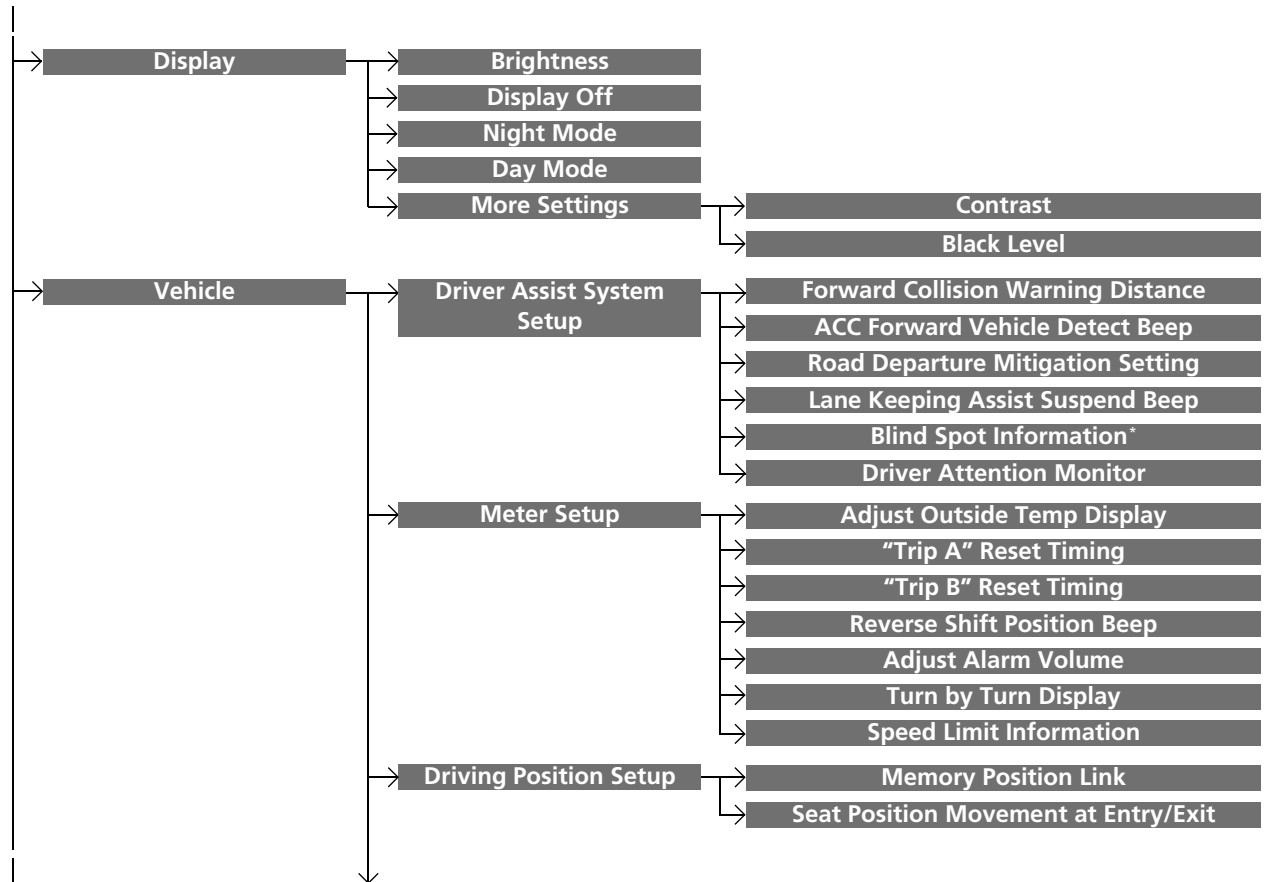 Display
Brightness
Display Off
Night Mode
Day Mode
More Settings
Contrast
Black Level
Vehicle
Driver Assist System
Setup
Forward Collision Warning Distance
ACC Forward Vehicle Detect Beep
Road Departure Mitigation Setting
Lane Keeping Assist Suspend Beep
Blind Spot Information*
Driver Attention Monitor
Meter Setup
Adjust Outside Temp Display
“Trip A” Reset Timing
“Trip B” Reset Timing
Reverse Shift Position Beep
Adjust Alarm Volume
Turn by Turn Display
Speed Limit Information
Driving Position Setup
Memory Position Link
Seat Position Movement at Entry/Exit